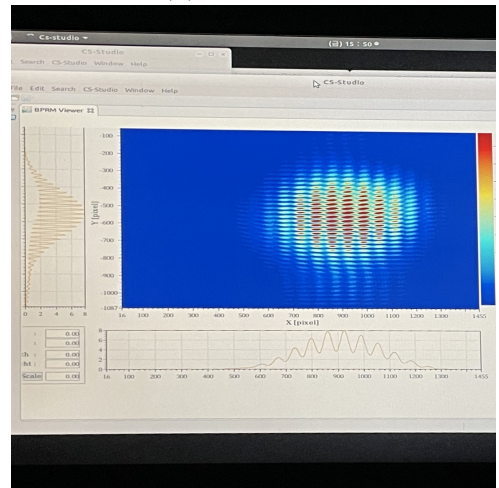 Cs-studio
(금) 15 : 50
CS-Studio
Search CS-Studio Window Help
CS-Studio
File Edit Search CS-Studio Window Help
BPRM Viewer
-100
-200
-300
-400
-500
-600
-700
-800
-900
-1000
-1087
Y [pixel]
0 2 4 6 8
16 100 200 300 400 500 600 700 800 900 1000 1100 1200 1300 1455
X [pixel]
: 0.00
: 0.00
h : 0.00
ht : 0.00
Scale 0.00
8
6
4
2
0
16 100 200 300 400 500 600 700 800 900 1000 1100 1200 1300 1455